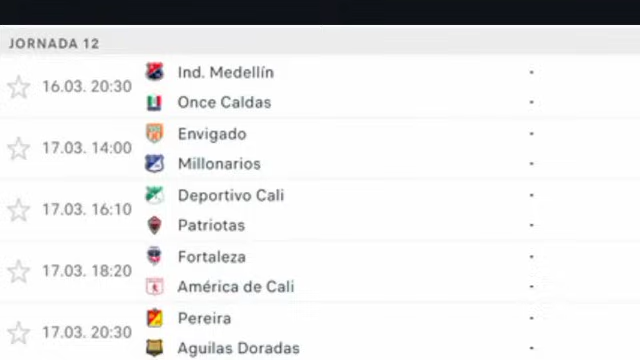 JORNADA 12
Ind. Medellín -
16.03. 20:30
Once Caldas -
Envigado -
17.03. 14:00
Millonarios -
Deportivo Cali -
17.03. 16:10
Patriotas -
Fortaleza -
17.03. 18:20
América de Cali -
Pereira -
17.03. 20:30
Aguilas Doradas -